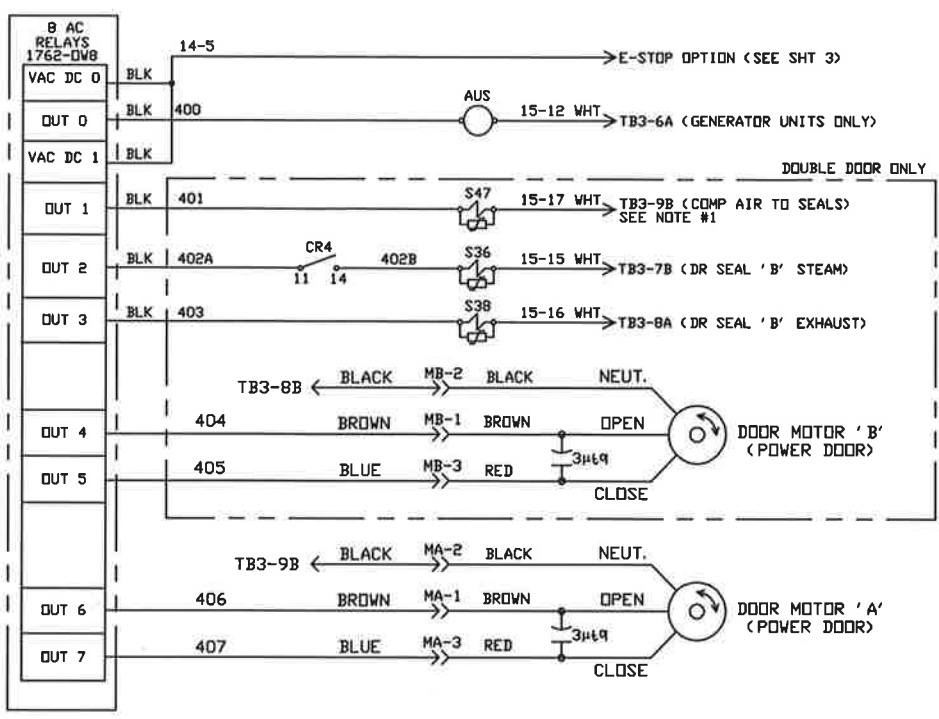 8 AC
RELAYS
1762-OW8
VAC DC 0
BLK
14-5
E-STOP OPTION (SEE SHT 3)
OUT 0
BLK
400
AUS
15-12 WHT
TB3-6A (GENERATOR UNITS ONLY)
VAC DC 1
BLK
DOUBLE DOOR ONLY
OUT 1
BLK
401
S47
15-17 WHT
TB3-9B (COMP AIR TO SEALS)
SEE NOTE #1
OUT 2
BLK
402A
CR4
11 14
402B
S36
15-15 WHT
TB3-7B (DR SEAL 'B' STEAM)
OUT 3
BLK
403
S38
15-16 WHT
TB3-8A (DR SEAL 'B' EXHAUST)
TB3-8B
BLACK
MB-2
BLACK
NEUT.
OUT 4
404
BROWN
MB-1
BROWN
OPEN
3µfd
DOOR MOTOR 'B'
(POWER DOOR)
OUT 5
405
BLUE
MB-3
RED
CLOSE
TB3-9B
BLACK
MA-2
BLACK
NEUT.
OUT 6
406
BROWN
MA-1
BROWN
OPEN
3µfd
DOOR MOTOR 'A'
(POWER DOOR)
OUT 7
407
BLUE
MA-3
RED
CLOSE